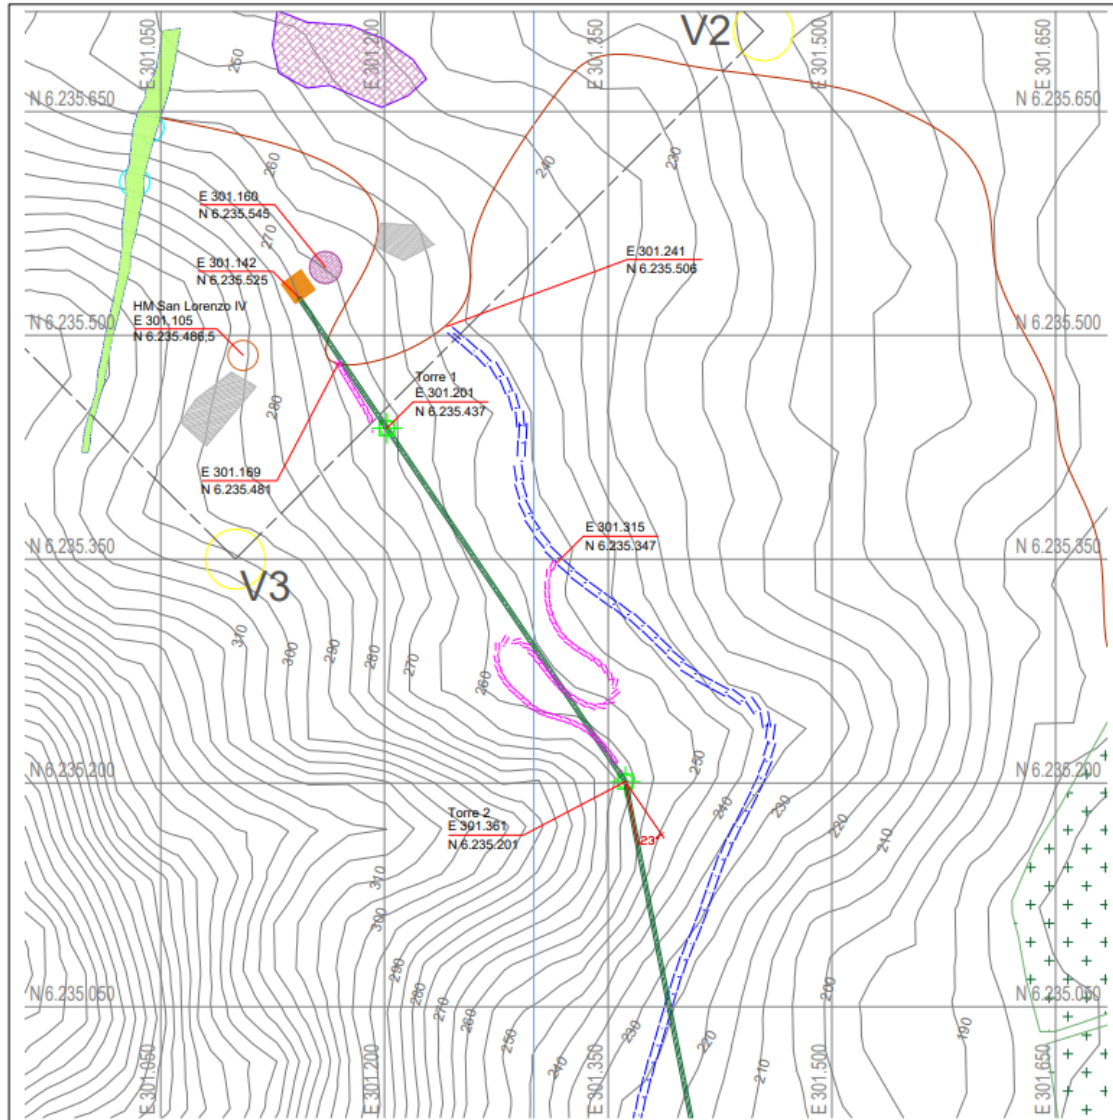 V2
E 301.050
E 301.200
E 301.350
E 301.500
E 301.650
250
N 6.235.650
N 6.235.650
260
240
230
E 301.160
N 6.235.545
270
E 301.142
N 6.235.525
E 301.241
N 6.235.506
HM San Lorenzo IV
E 301.105
N 6.235.486,5
N 6.235.500
N 6.235.500
Torre 1
E 301.201
N 6.235.437
280
E 301.169
N 6.235.481
E 301.315
N 6.235.347
N 6.235.350
N 6.235.350
V3
310
300
290
280
270
260
250
N 6.235.200
N 6.235.200
Torre 2
E 301.361
N 6.235.201
23°
240
230
220
210
310
300
290
280
270
260
250
240
230
220
210
200
190
N 6.235.050
N 6.235.050
E 301.050
E 301.200
E 301.350
E 301.500
E 301.650